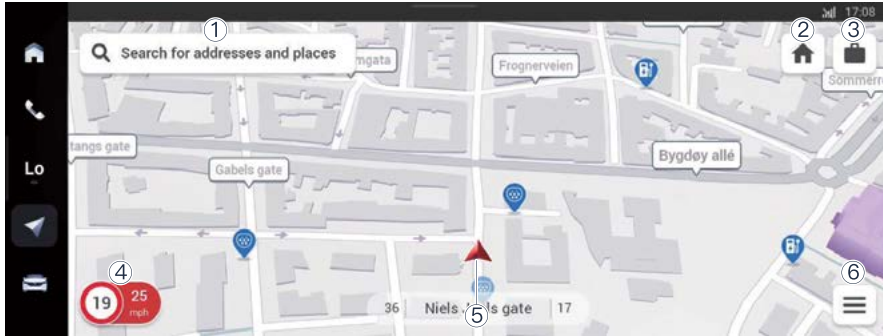 ① ② ③
17:08
Search for addresses and places
Frognerveien
Lo
Bygdøy allé
tangs gate
Gabels gate
④
19 25
mph
36 Niels gate 17
⑤
⑥